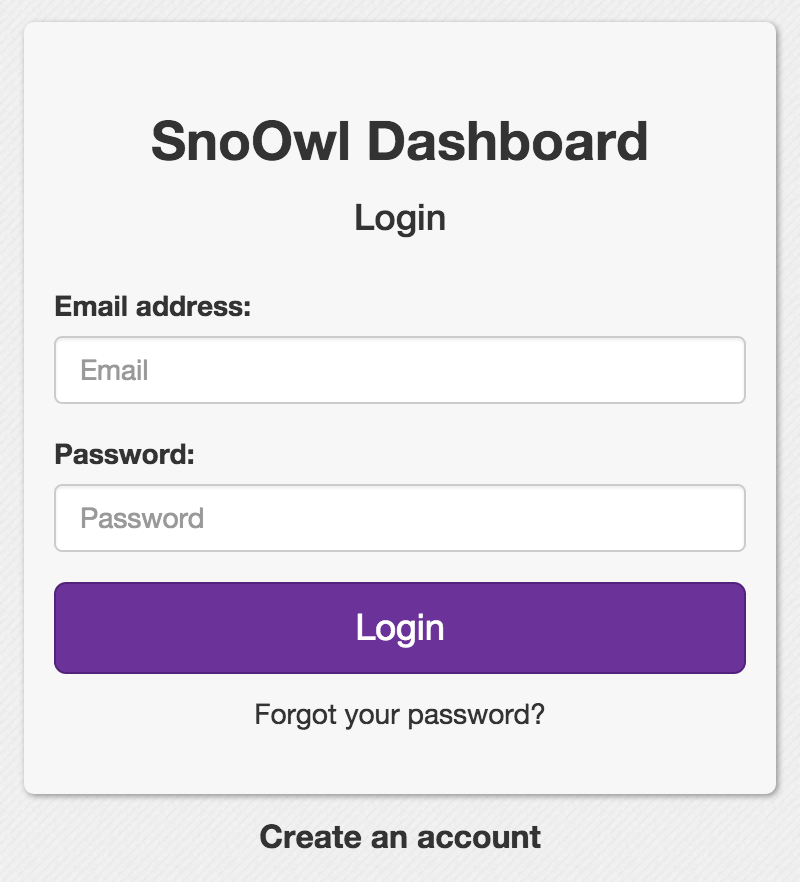 SnoOwl Dashboard
Login
Email address:
Email
Password:
Password
Login
Forgot your password?
Create an account